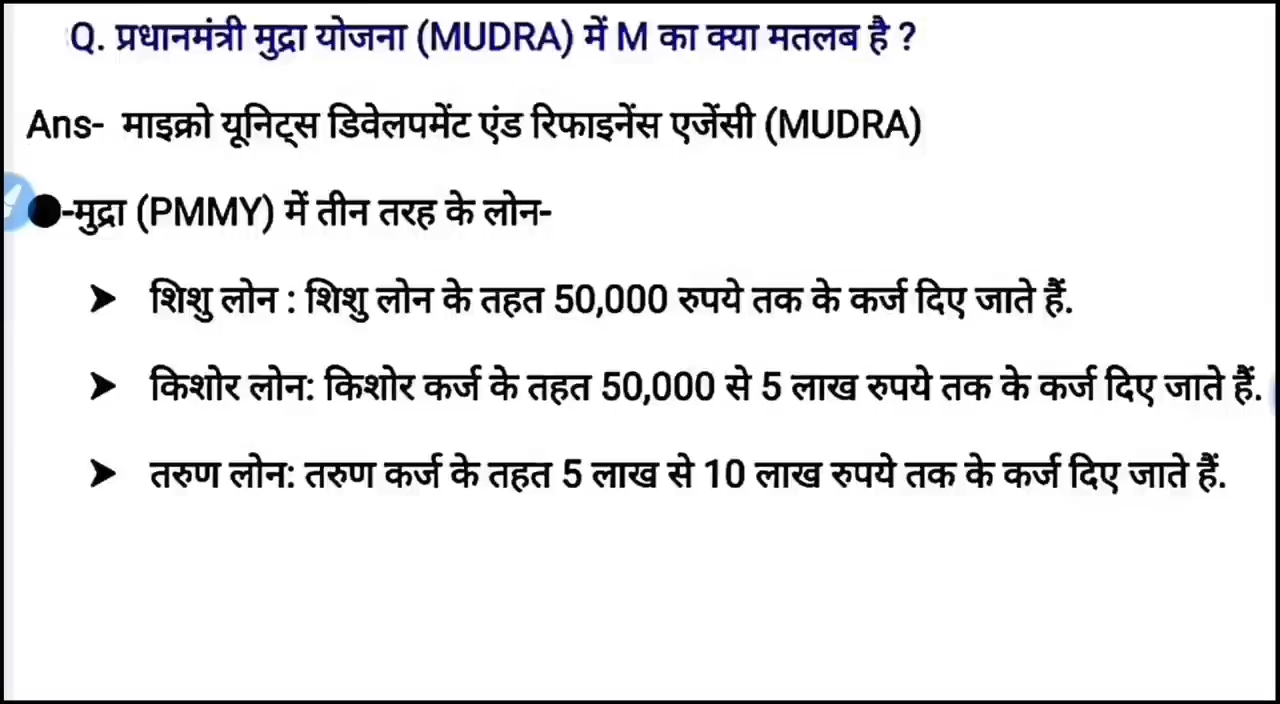 Q. प्रधानमंत्री मुद्रा योजना (MUDRA) में M का क्या मतलब है ?
Ans- माइक्रो यूनिट्स डिवेलपमेंट एंड रिफाइनेंस एजेंसी (MUDRA)
●-मुद्रा (PMMY) में तीन तरह के लोन-
➤ शिशु लोन : शिशु लोन के तहत 50,000 रुपये तक के कर्ज दिए जाते हैं.
➤ किशोर लोन: किशोर कर्ज के तहत 50,000 से 5 लाख रुपये तक के कर्ज दिए जाते हैं.
➤ तरुण लोन: तरुण कर्ज के तहत 5 लाख से 10 लाख रुपये तक के कर्ज दिए जाते हैं.